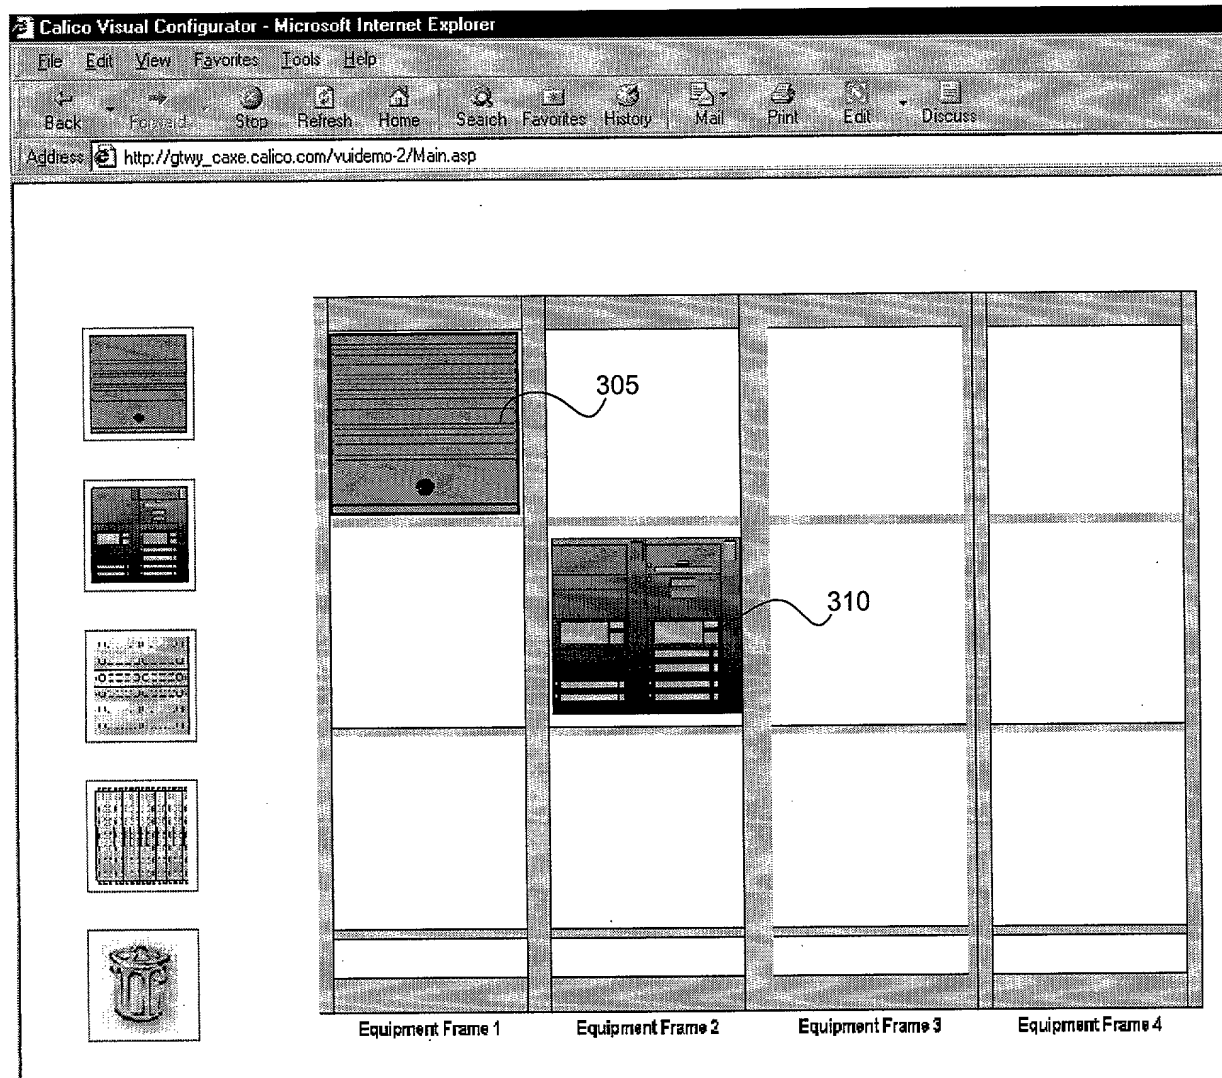 Calico Visual Configurator - Microsoft Internet Explorer
File Edit View Favorites Tools Help
Back Forward Stop Refresh Home Search Favorites History Mail Print Edit Discuss
Address http://gtwy_caxe.calico.com/vuidemo-2/Main.asp
305
310
Equipment Frame 1 Equipment Frame 2 Equipment Frame 3 Equipment Frame 4